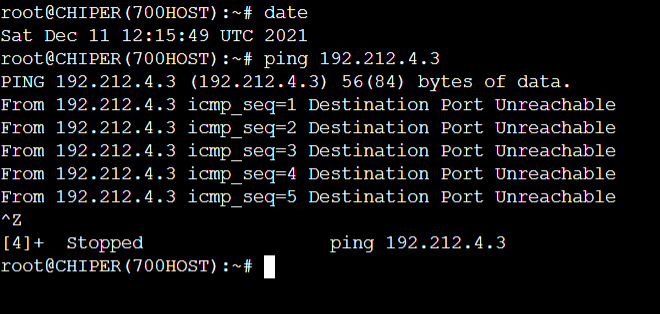 root@CHIPER(700HOST):~# date
Sat Dec 11 12:15:49 UTC 2021
root@CHIPER(700HOST):~# ping 192.212.4.3
PING 192.212.4.3 (192.212.4.3) 56(84) bytes of data.
From 192.212.4.3 icmp_seq=1 Destination Port Unreachable
From 192.212.4.3 icmp_seq=2 Destination Port Unreachable
From 192.212.4.3 icmp_seq=3 Destination Port Unreachable
From 192.212.4.3 icmp_seq=4 Destination Port Unreachable
From 192.212.4.3 icmp_seq=5 Destination Port Unreachable
^Z
[4]+  Stopped                 ping 192.212.4.3
root@CHIPER(700HOST):~#